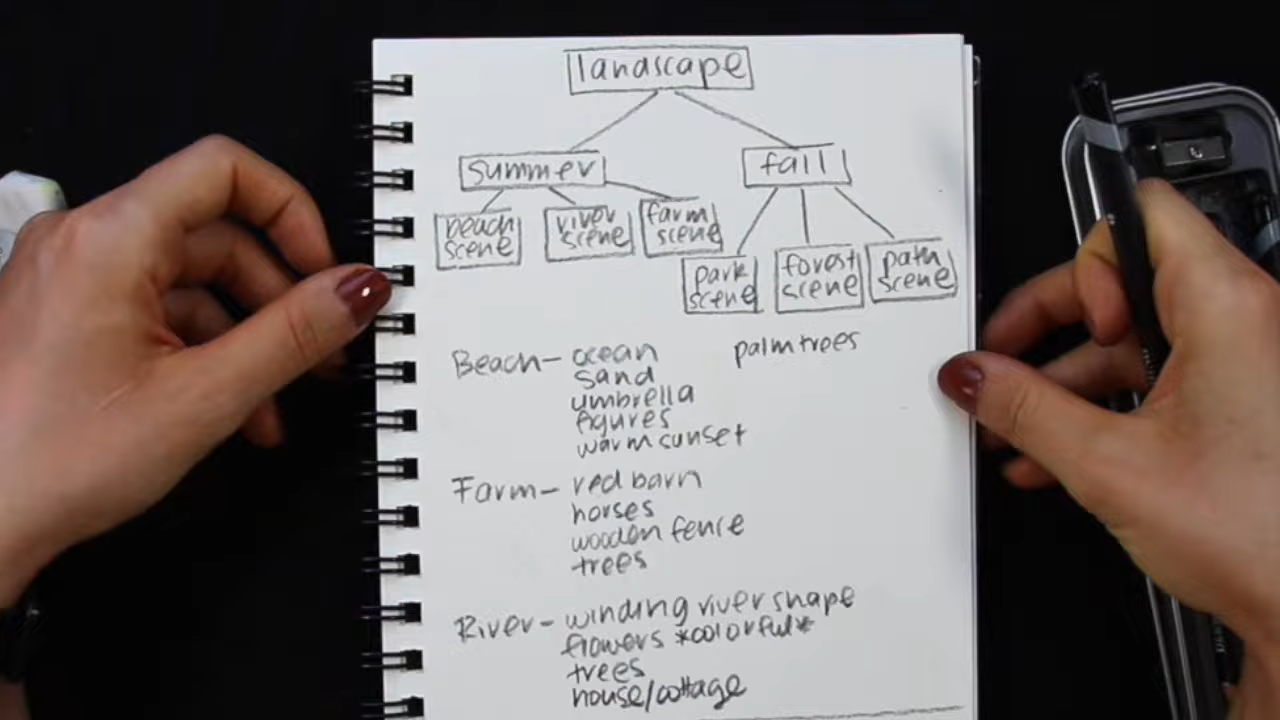 landscape
summer
fall
beach
scene
river
scene
farm
scene
park
scene
forest
scene
path
scene
Beach- ocean
sand
umbrella
figures
warm sunset
palm trees
Farm- red barn
horses
wooden fence
trees
River- winding river shape
flowers *colorful*
trees
house/cottage